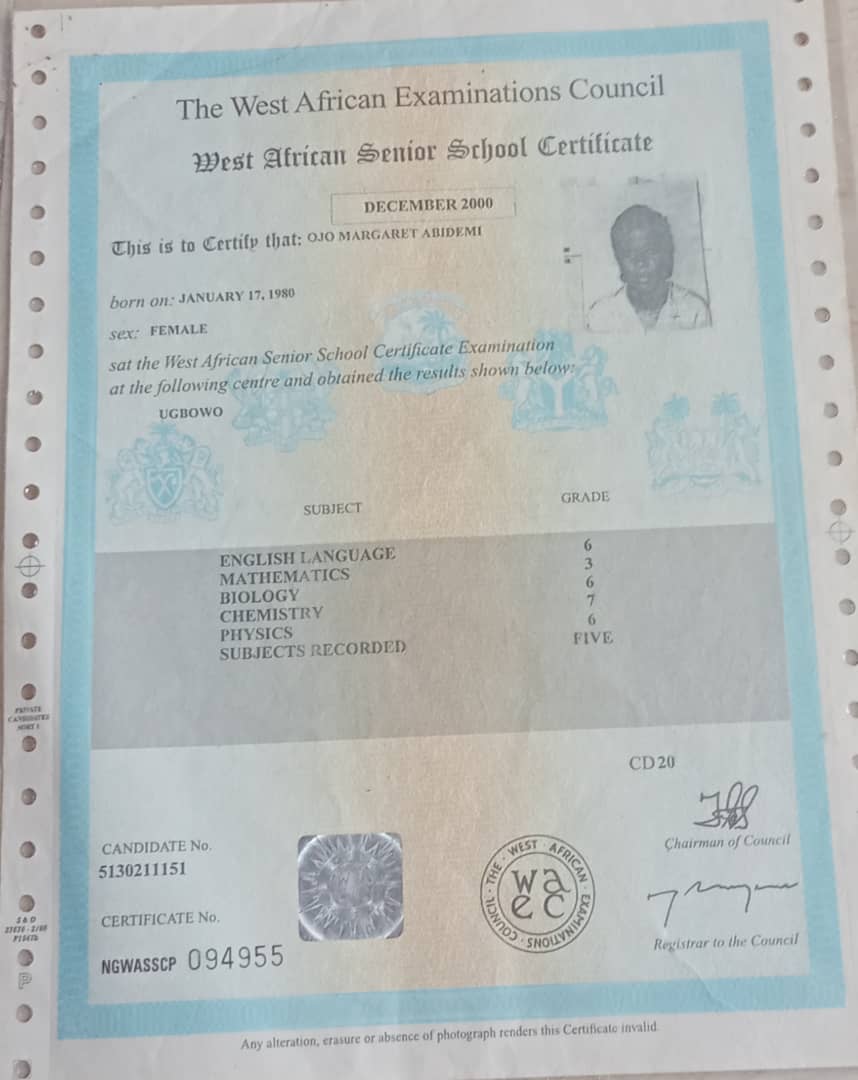 The West African Examinations Council
West African Senior School Certificate
DECEMBER 2000
This is to Certify that: OJO MARGARET ABIDEMI
born on: JANUARY 17, 1980
sex: FEMALE
sat the West African Senior School Certificate Examination
at the following centre and obtained the results shown below:
UGBOWO
SUBJECT GRADE
ENGLISH LANGUAGE 6
MATHEMATICS 3
BIOLOGY 6
CHEMISTRY 7
PHYSICS 6
SUBJECTS RECORDED FIVE
PRIVATE
CANDIDATES
CD20
Chairman of Council
CANDIDATE No.
5130211151
CERTIFICATE No.
NGWASSCP 094955
THE · WEST · AFRICAN · EXAMINATIONS · COUNCIL
wa
ec
Registrar to the Council
S & D
P
Any alteration, erasure or absence of photograph renders this Certificate invalid.